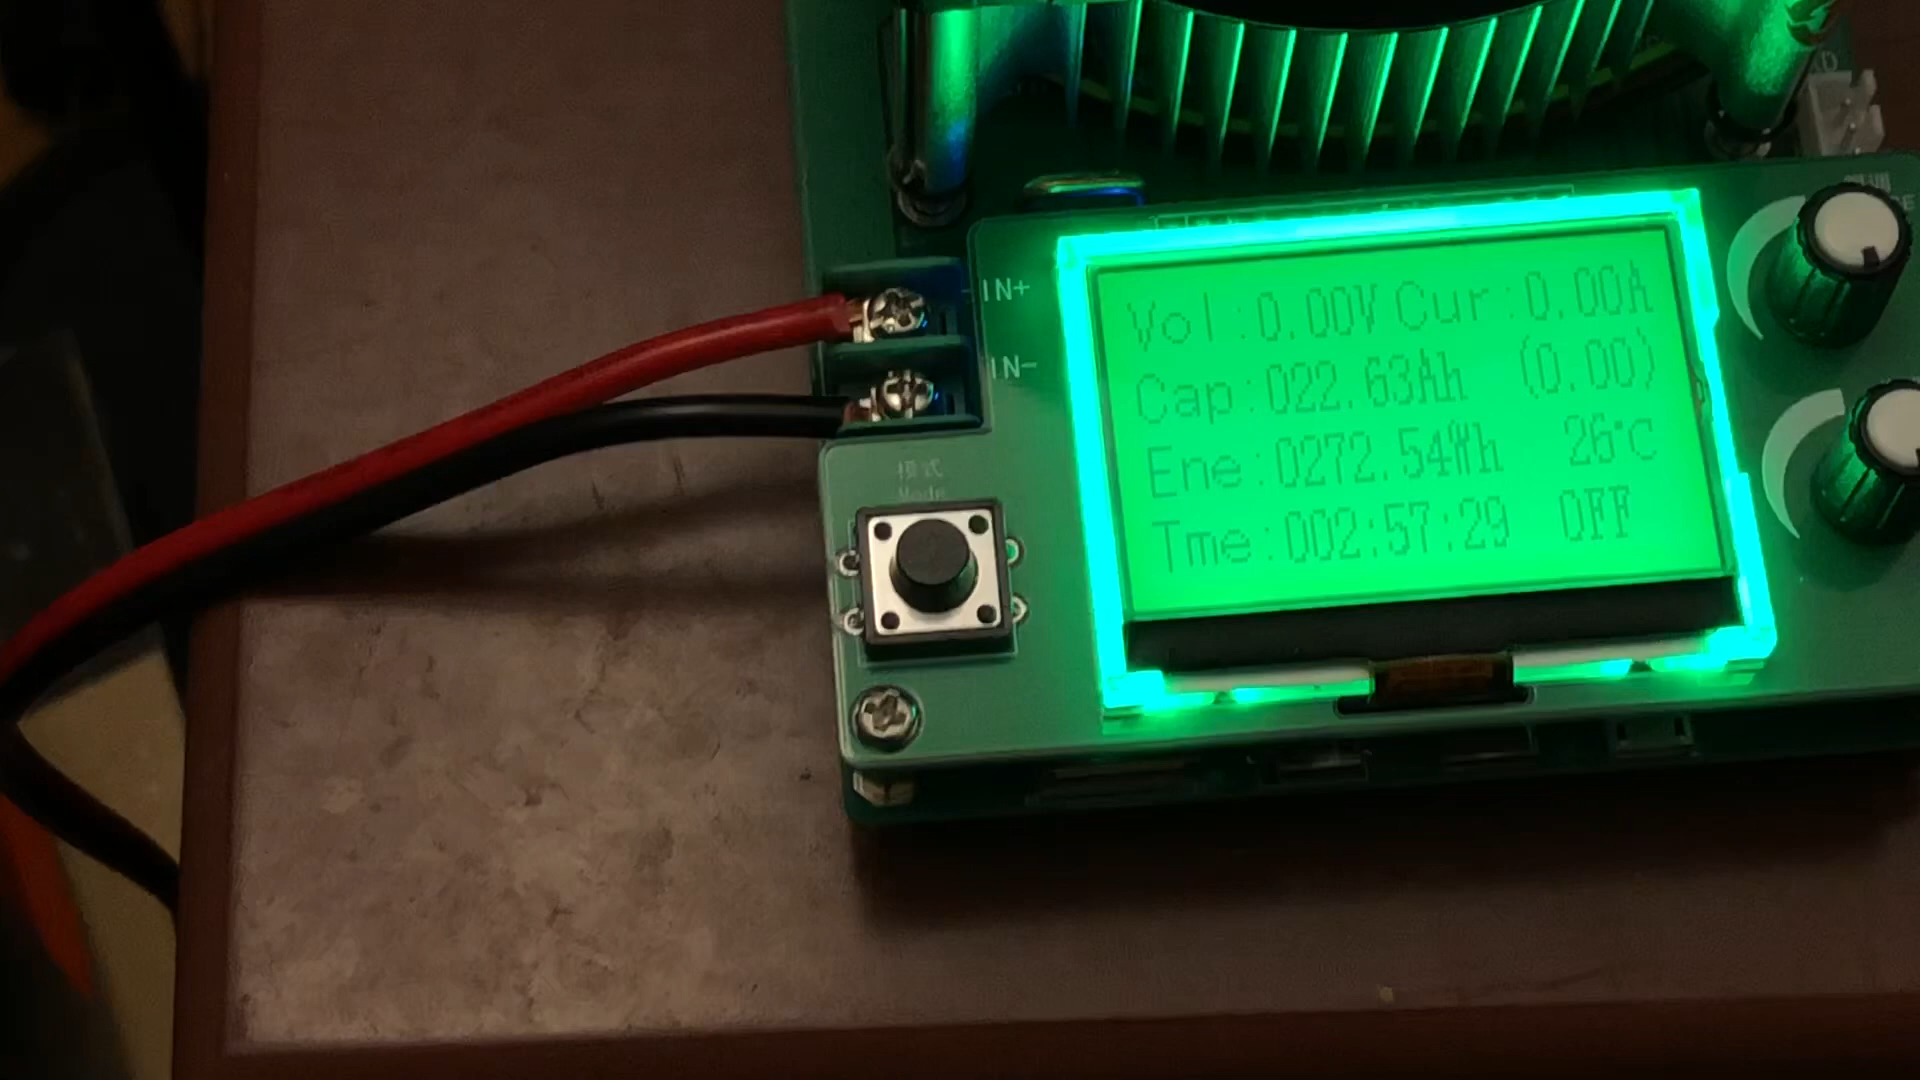 IN+
IN-
模式
Mode
Vol:0.00V Cur:0.00A
Cap:022.63Ah (0.00)
Ene:0272.54Wh 26°C
Tme:002:57:29 OFF